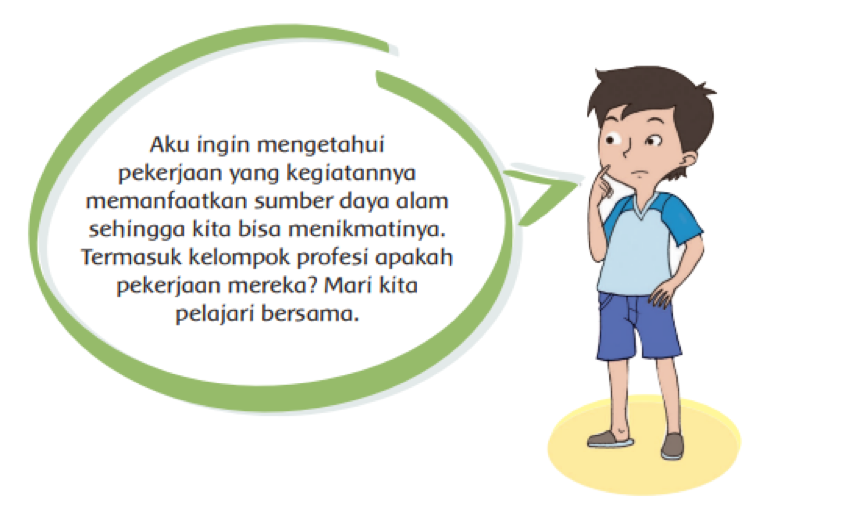 Aku ingin mengetahui
pekerjaan yang kegiatannya
memanfaatkan sumber daya alam
sehingga kita bisa menikmatinya.
Termasuk kelompok profesi apakah
pekerjaan mereka? Mari kita
pelajari bersama.